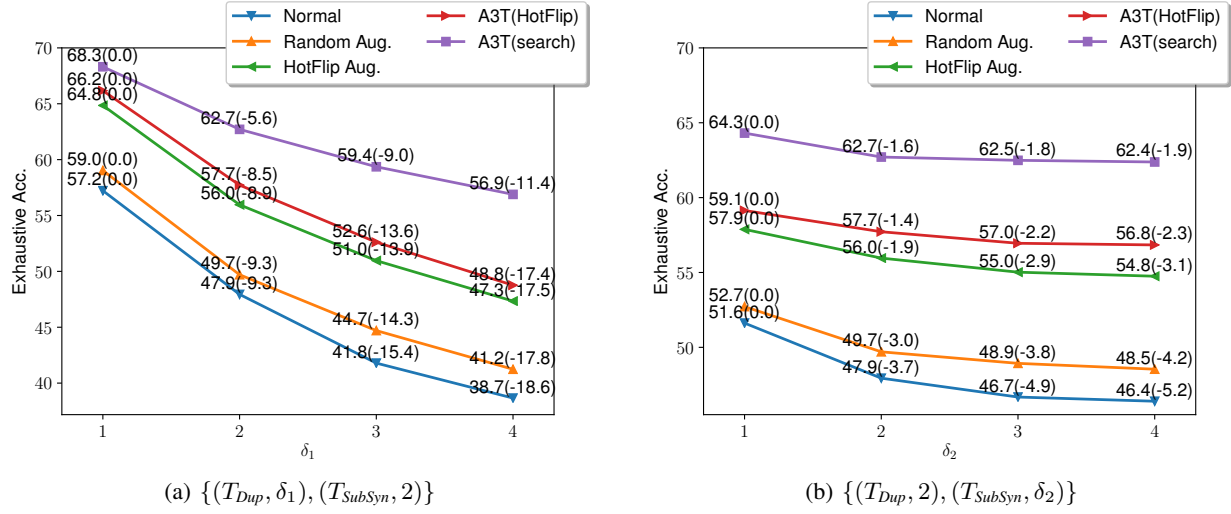 Normal
Random Aug.
HotFlip Aug.
A3T(HotFlip)
A3T(search)
Exhaustive Acc.
70
65
60
55
50
45
40
68.3(0.0)
66.2(0.0)
64.8(0.0)
59.0(0.0)
57.2(0.0)
62.7(-5.6)
57.7(-8.5)
56.0(-8.9)
49.7(-9.3)
47.9(-9.3)
59.4(-9.0)
52.6(-13.6)
51.0(-13.9)
44.7(-14.3)
41.8(-15.4)
56.9(-11.4)
48.8(-17.4)
47.3(-17.5)
41.2(-17.8)
38.7(-18.6)
1 2 3 4
δ1
(a) {(T_Dup, δ1), (T_SubSyn, 2)}
Normal
Random Aug.
HotFlip Aug.
A3T(HotFlip)
A3T(search)
Exhaustive Acc.
70
65
60
55
50
64.3(0.0)
59.1(0.0)
57.9(0.0)
52.7(0.0)
51.6(0.0)
62.7(-1.6)
57.7(-1.4)
56.0(-1.9)
49.7(-3.0)
47.9(-3.7)
62.5(-1.8)
57.0(-2.2)
55.0(-2.9)
48.9(-3.8)
46.7(-4.9)
62.4(-1.9)
56.8(-2.3)
54.8(-3.1)
48.5(-4.2)
46.4(-5.2)
1 2 3 4
δ2
(b) {(T_Dup, 2), (T_SubSyn, δ2)}